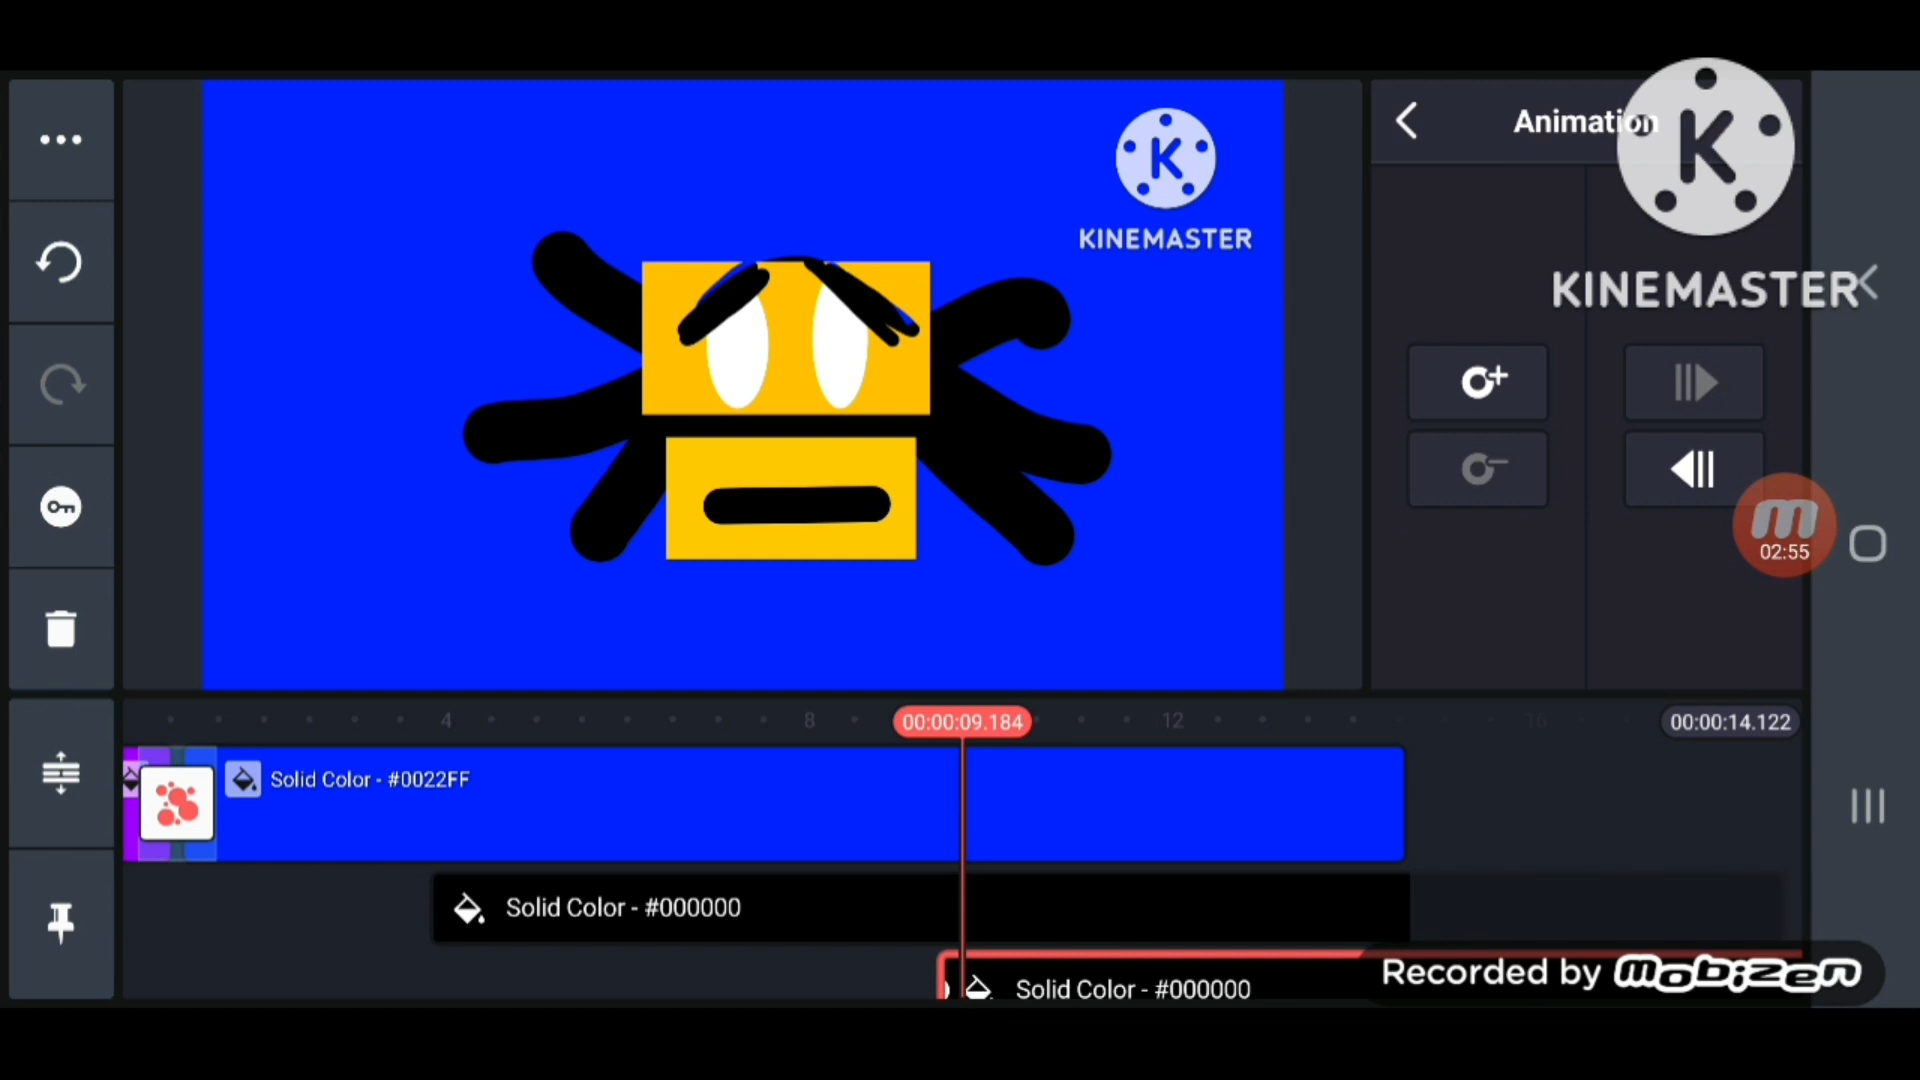 Animation
K
KINEMASTER
K
KINEMASTER
02:55
4
8
00:00:09.184
12
16
00:00:14.122
Solid Color - #0022FF
Solid Color - #000000
Solid Color - #000000
Recorded by mobizen